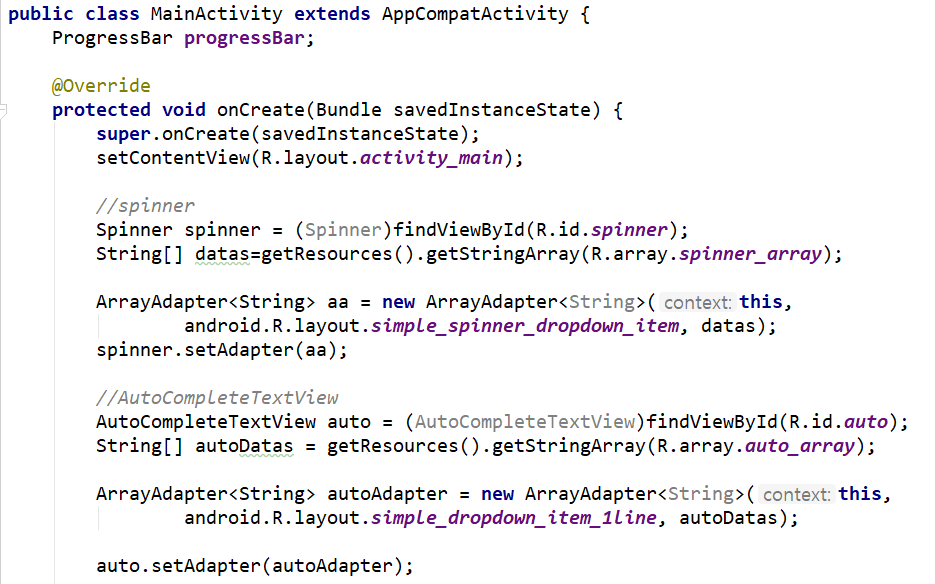 public class MainActivity extends AppCompatActivity {
ProgressBar progressBar;
@Override
protected void onCreate(Bundle savedInstanceState) {
super.onCreate(savedInstanceState);
setContentView(R.layout.activity_main);
//spinner
Spinner spinner = (Spinner)findViewById(R.id.spinner);
String[] datas=getResources().getStringArray(R.array.spinner_array);
ArrayAdapter<String> aa = new ArrayAdapter<String>( context: this,
android.R.layout.simple_spinner_dropdown_item, datas);
spinner.setAdapter(aa);
//AutoCompleteTextView
AutoCompleteTextView auto = (AutoCompleteTextView)findViewById(R.id.auto);
String[] autoDatas = getResources().getStringArray(R.array.auto_array);
ArrayAdapter<String> autoAdapter = new ArrayAdapter<String>( context: this,
android.R.layout.simple_dropdown_item_1line, autoDatas);
auto.setAdapter(autoAdapter);